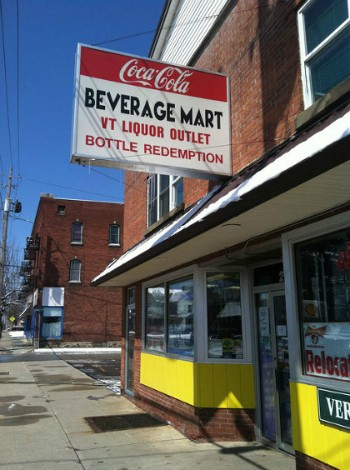 Coca-Cola
BEVERAGE MART
VT LIQUOR OUTLET
BOTTLE REDEMPTION
Relocat
VER